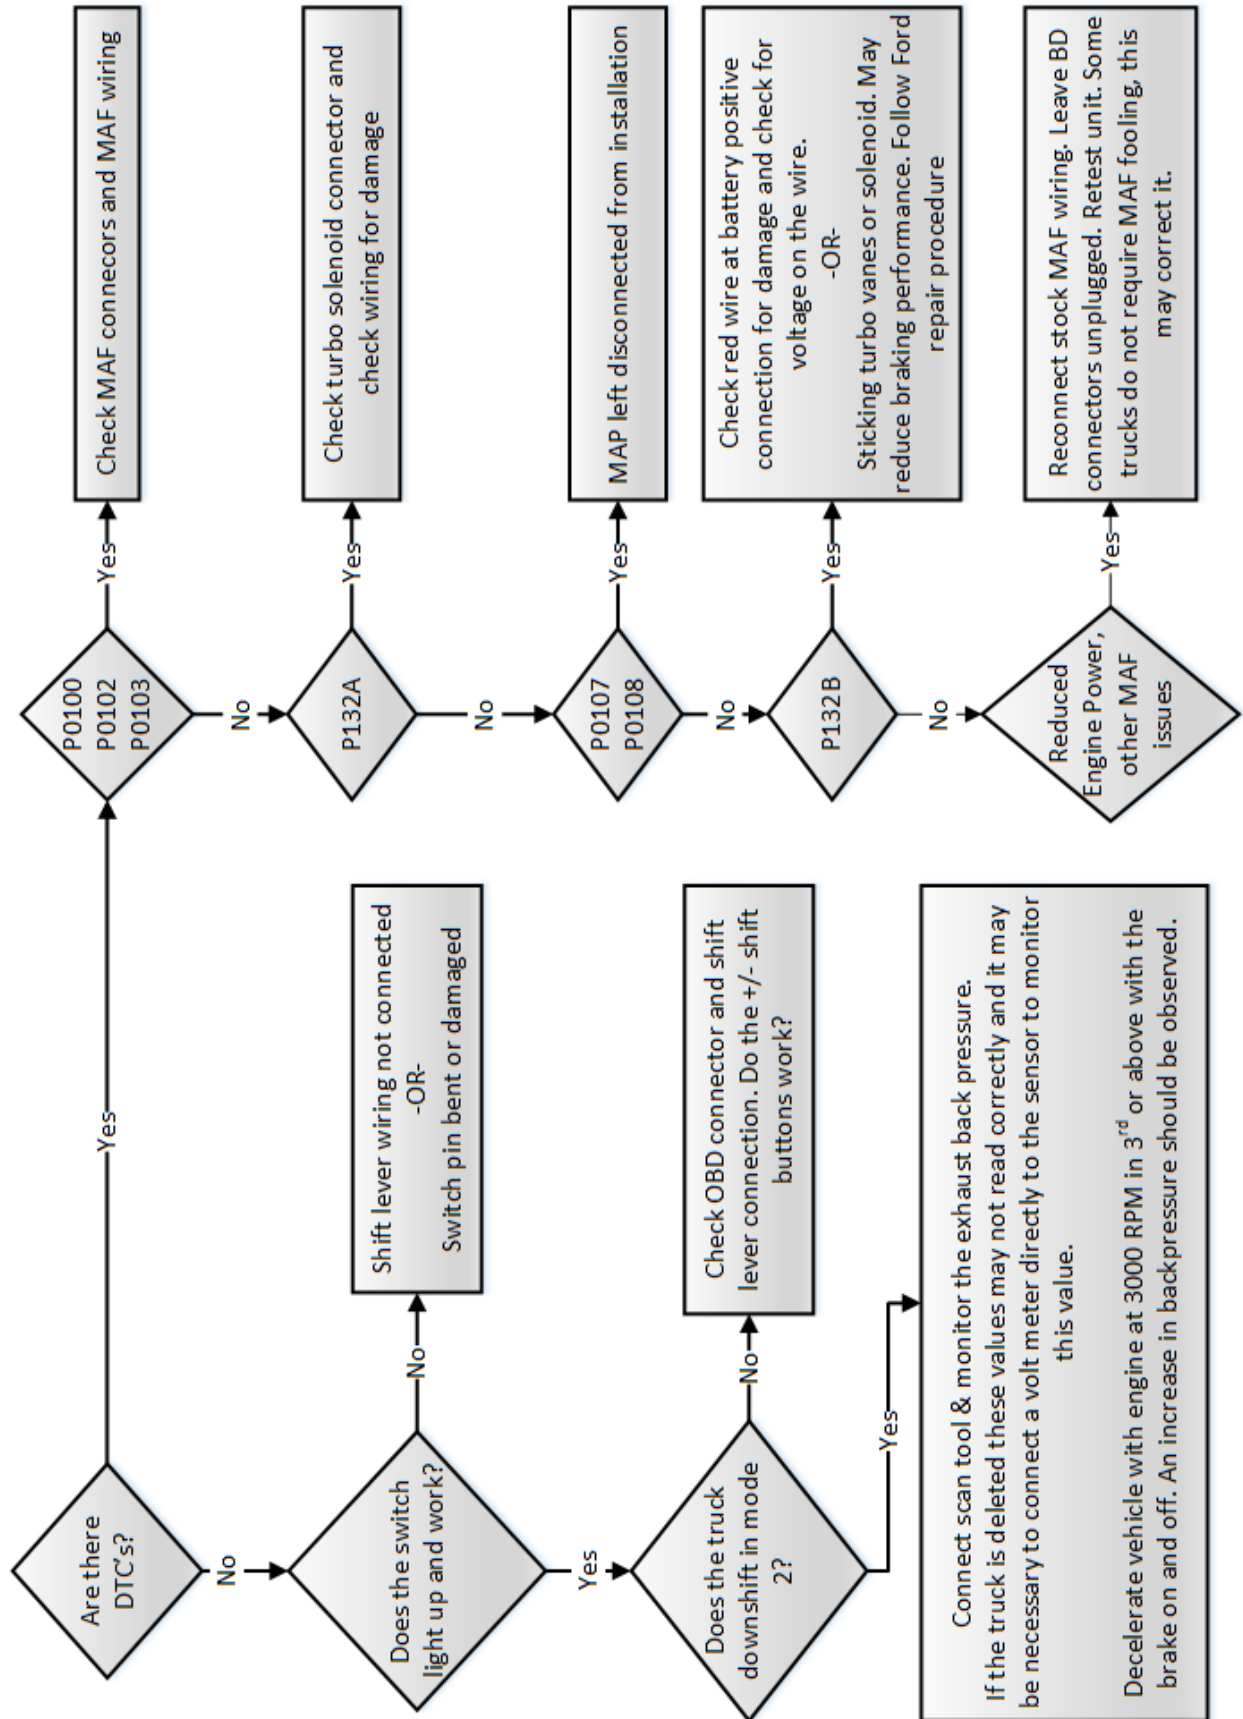 Are there
DTC's?
Yes
No
Does the switch
light up and work?
No
Shift lever wiring not connected
-OR-
Switch pin bent or damaged
Yes
Does the truck
downshift in mode
2?
No
Check OBD connector and shift
lever connection. Do the +/- shift
buttons work?
Yes
Connect scan tool & monitor the exhaust back pressure.
If the truck is deleted these values may not read correctly and it may
be necessary to connect a volt meter directly to the sensor to monitor
this value.
Decelerate vehicle with engine at 3000 RPM in 3rd or above with the
brake on and off. An increase in backpressure should be observed.
P0100
P0102
P0103
Yes
Check MAF connecors and MAF wiring
No
P132A
Yes
Check turbo solenoid connector and
check wiring for damage
No
P0107
P0108
Yes
MAP left disconnected from installation
No
P132B
Yes
Check red wire at battery positive
connection for damage and check for
voltage on the wire.
-OR-
Sticking turbo vanes or solenoid. May
reduce braking performance. Follow Ford
repair procedure
No
Reduced
Engine Power,
other MAF
issues
Yes
Reconnect stock MAF wiring. Leave BD
connectors unplugged. Retest unit. Some
trucks do not require MAF fooling, this
may correct it.